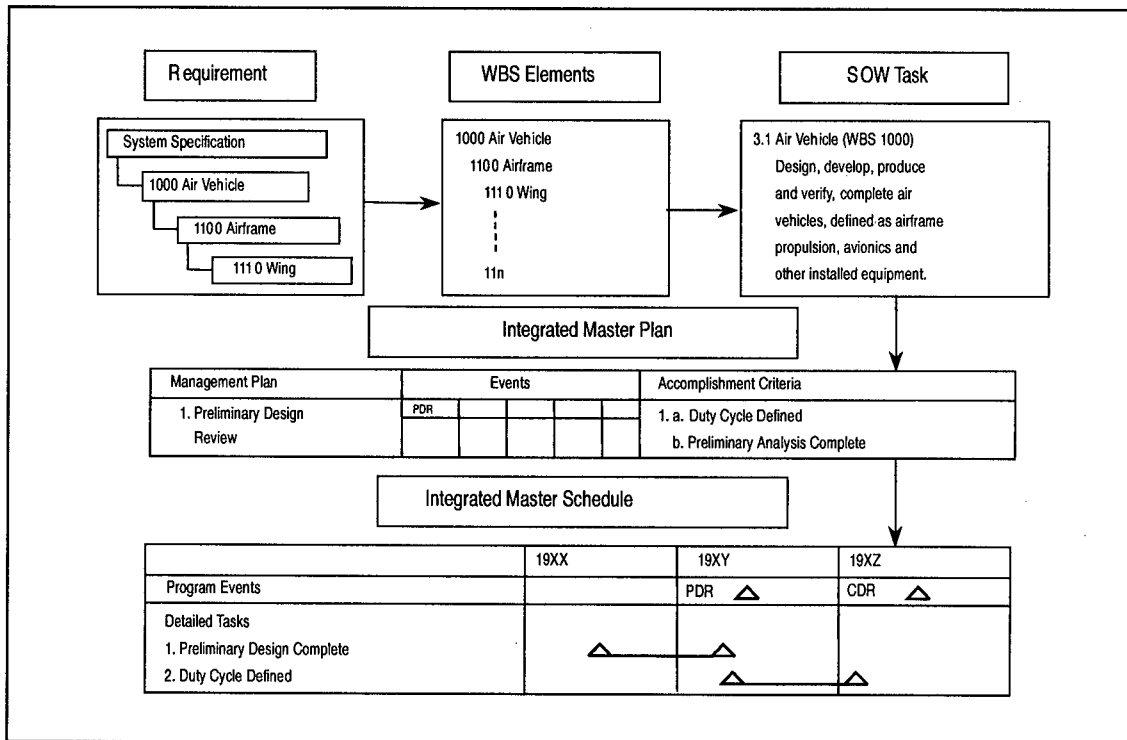 Requirement
WBS Elements
SOW Task
System Specification
1000 Air Vehicle
1100 Airframe
1110 Wing
1000 Air Vehicle
1100 Airframe
1110 Wing
11n
3.1 Air Vehicle (WBS 1000)
Design, develop, produce
and verify, complete air
vehicles, defined as airframe
propulsion, avionics and
other installed equipment.
Integrated Master Plan
Management Plan
Events
Accomplishment Criteria
1. Preliminary Design
Review
PDR
1. a. Duty Cycle Defined
b. Preliminary Analysis Complete
Integrated Master Schedule
19XX
19XY
19XZ
Program Events
PDR
CDR
Detailed Tasks
1. Preliminary Design Complete
2. Duty Cycle Defined